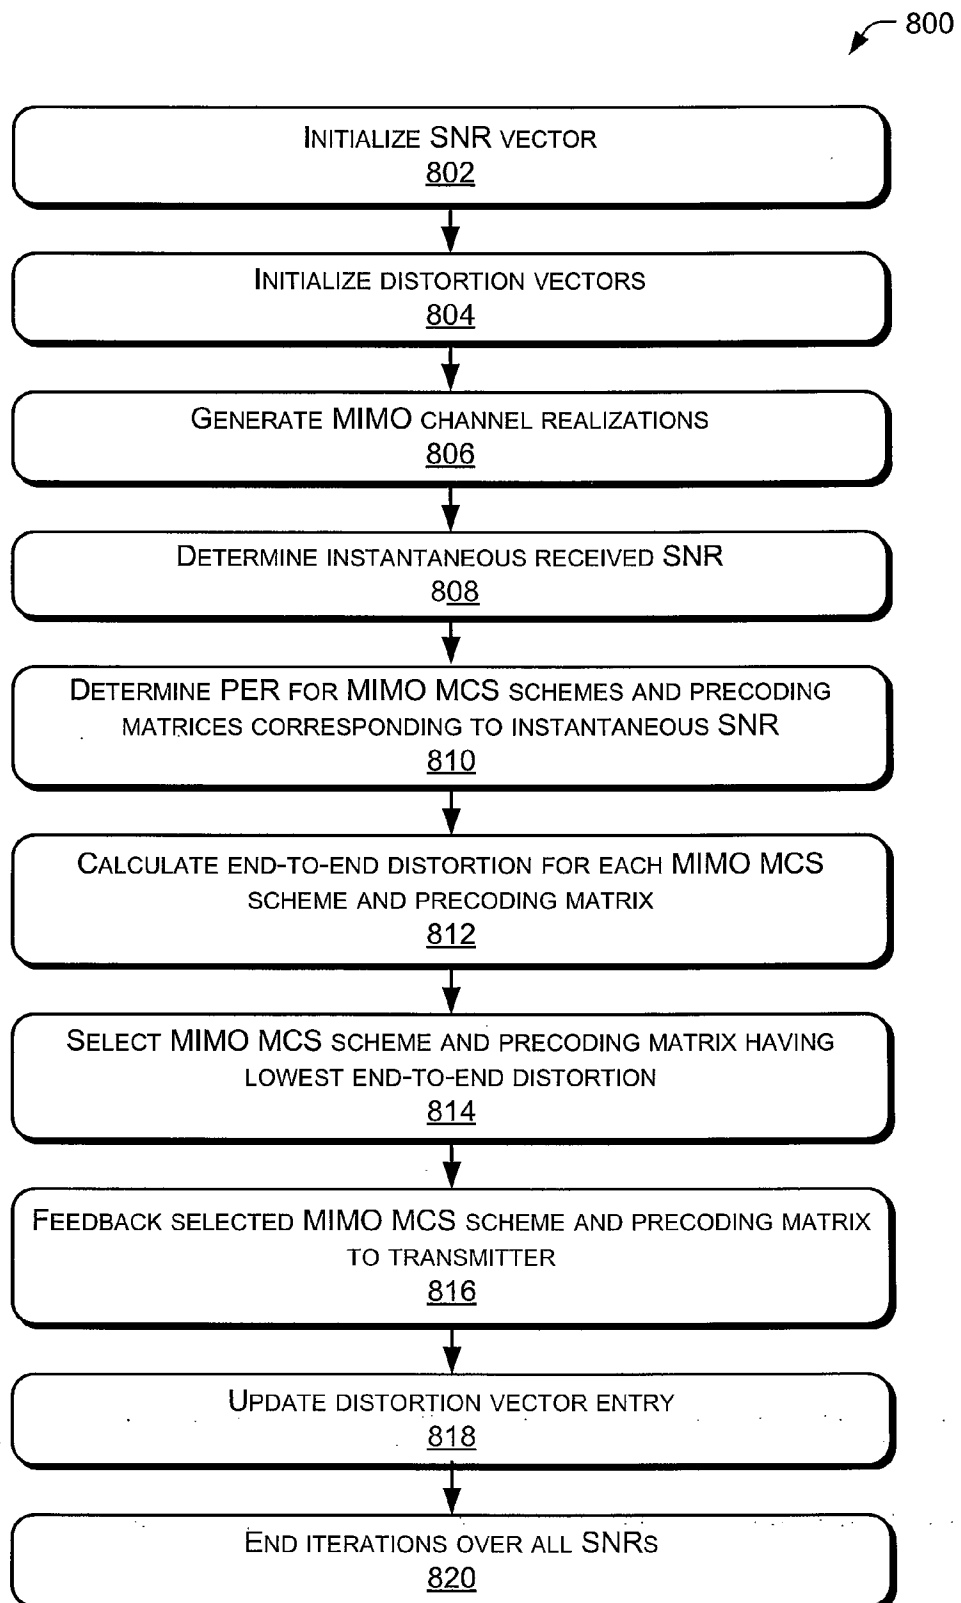 800
INITIALIZE SNR VECTOR
802
INITIALIZE DISTORTION VECTORS
804
GENERATE MIMO CHANNEL REALIZATIONS
806
DETERMINE INSTANTANEOUS RECEIVED SNR
808
DETERMINE PER FOR MIMO MCS SCHEMES AND PRECODING
MATRICES CORRESPONDING TO INSTANTANEOUS SNR
810
CALCULATE END-TO-END DISTORTION FOR EACH MIMO MCS
SCHEME AND PRECODING MATRIX
812
SELECT MIMO MCS SCHEME AND PRECODING MATRIX HAVING
LOWEST END-TO-END DISTORTION
814
FEEDBACK SELECTED MIMO MCS SCHEME AND PRECODING MATRIX
TO TRANSMITTER
816
UPDATE DISTORTION VECTOR ENTRY
818
END ITERATIONS OVER ALL SNRS
820